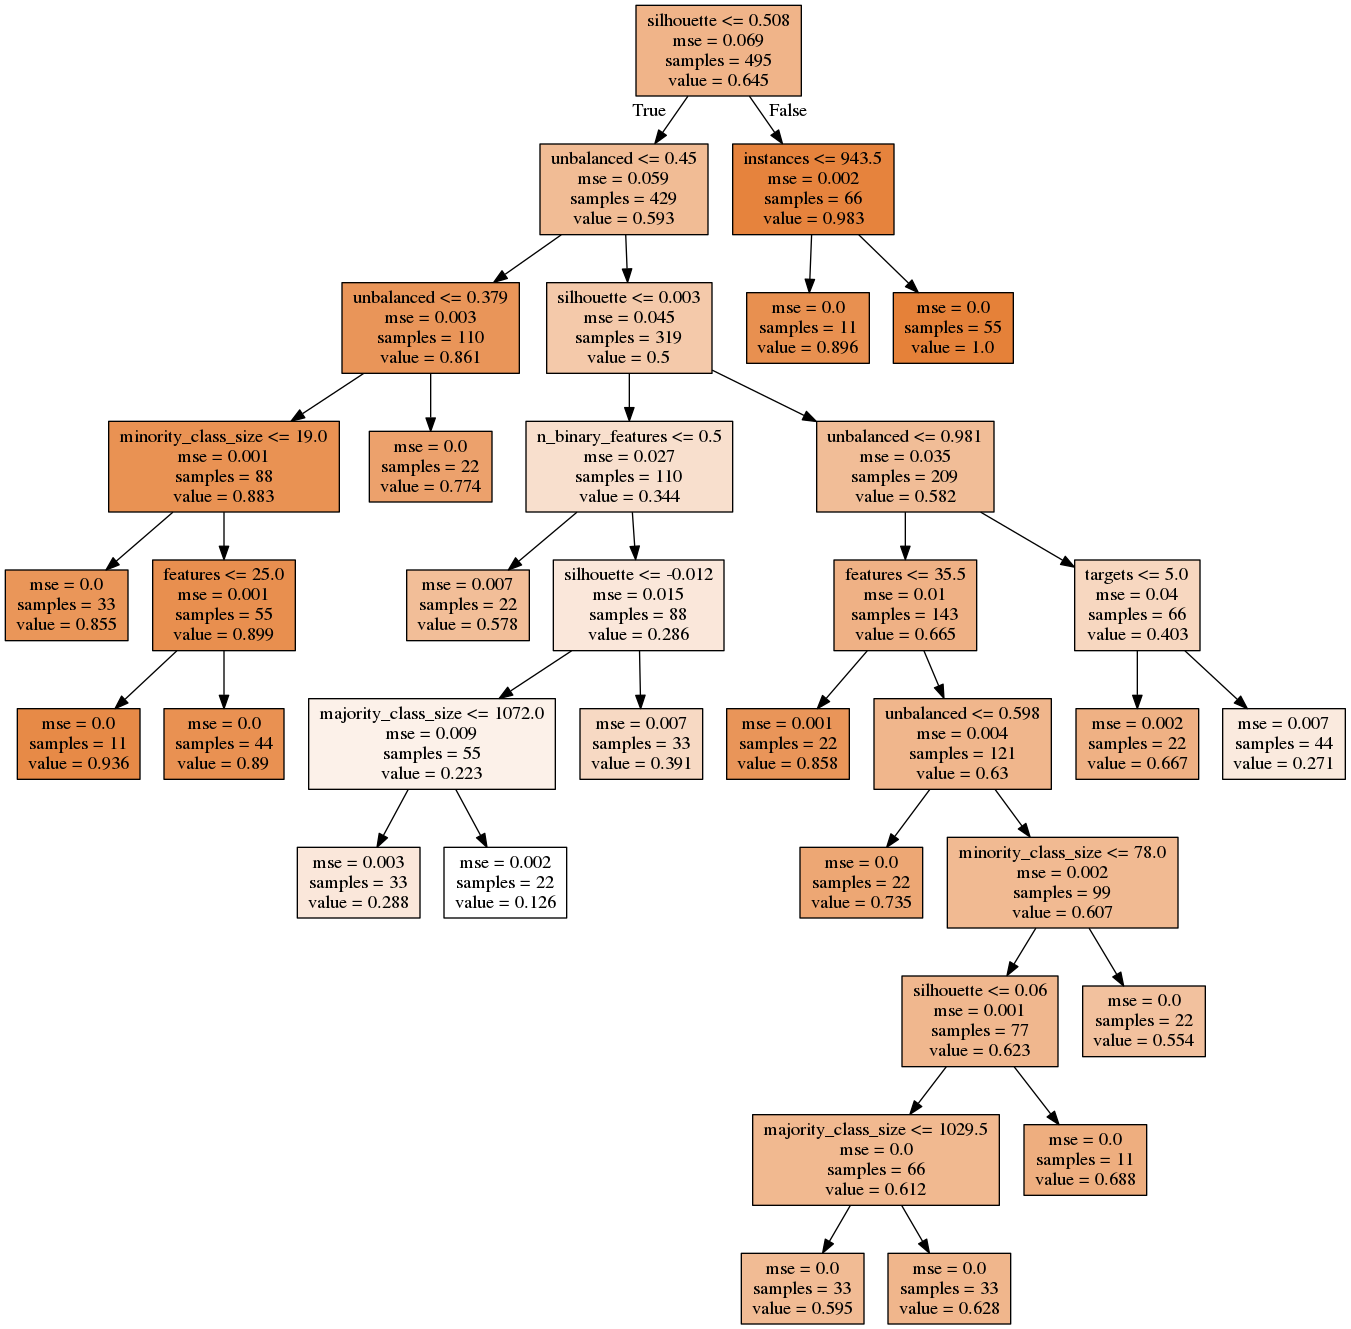 silhouette <= 0.508
mse = 0.069
samples = 495
value = 0.645
True
False
unbalanced <= 0.45
mse = 0.059
samples = 429
value = 0.593
instances <= 943.5
mse = 0.002
samples = 66
value = 0.983
unbalanced <= 0.379
mse = 0.003
samples = 110
value = 0.861
silhouette <= 0.003
mse = 0.045
samples = 319
value = 0.5
mse = 0.0
samples = 11
value = 0.896
mse = 0.0
samples = 55
value = 1.0
minority_class_size <= 19.0
mse = 0.001
samples = 88
value = 0.883
mse = 0.0
samples = 22
value = 0.774
n_binary_features <= 0.5
mse = 0.027
samples = 110
value = 0.344
unbalanced <= 0.981
mse = 0.035
samples = 209
value = 0.582
mse = 0.0
samples = 33
value = 0.855
features <= 25.0
mse = 0.001
samples = 55
value = 0.899
mse = 0.007
samples = 22
value = 0.578
silhouette <= -0.012
mse = 0.015
samples = 88
value = 0.286
features <= 35.5
mse = 0.01
samples = 143
value = 0.665
targets <= 5.0
mse = 0.04
samples = 66
value = 0.403
mse = 0.0
samples = 11
value = 0.936
mse = 0.0
samples = 44
value = 0.89
majority_class_size <= 1072.0
mse = 0.009
samples = 55
value = 0.223
mse = 0.007
samples = 33
value = 0.391
mse = 0.001
samples = 22
value = 0.858
unbalanced <= 0.598
mse = 0.004
samples = 121
value = 0.63
mse = 0.002
samples = 22
value = 0.667
mse = 0.007
samples = 44
value = 0.271
mse = 0.003
samples = 33
value = 0.288
mse = 0.002
samples = 22
value = 0.126
mse = 0.0
samples = 22
value = 0.735
minority_class_size <= 78.0
mse = 0.002
samples = 99
value = 0.607
silhouette <= 0.06
mse = 0.001
samples = 77
value = 0.623
mse = 0.0
samples = 22
value = 0.554
majority_class_size <= 1029.5
mse = 0.0
samples = 66
value = 0.612
mse = 0.0
samples = 11
value = 0.688
mse = 0.0
samples = 33
value = 0.595
mse = 0.0
samples = 33
value = 0.628